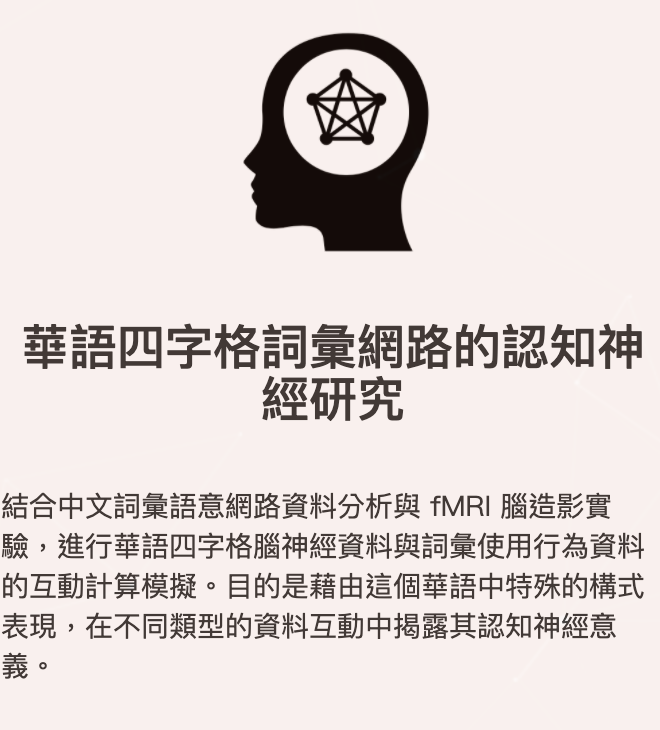 華語四字格詞彙網路的認知神
經研究
結合中文詞彙語意網路資料分析與 fMRI 腦造影實
驗，進行華語四字格腦神經資料與詞彙使用行為資料
的互動計算模擬。目的是藉由這個華語中特殊的構式
表現，在不同類型的資料互動中揭露其認知神經意
義。